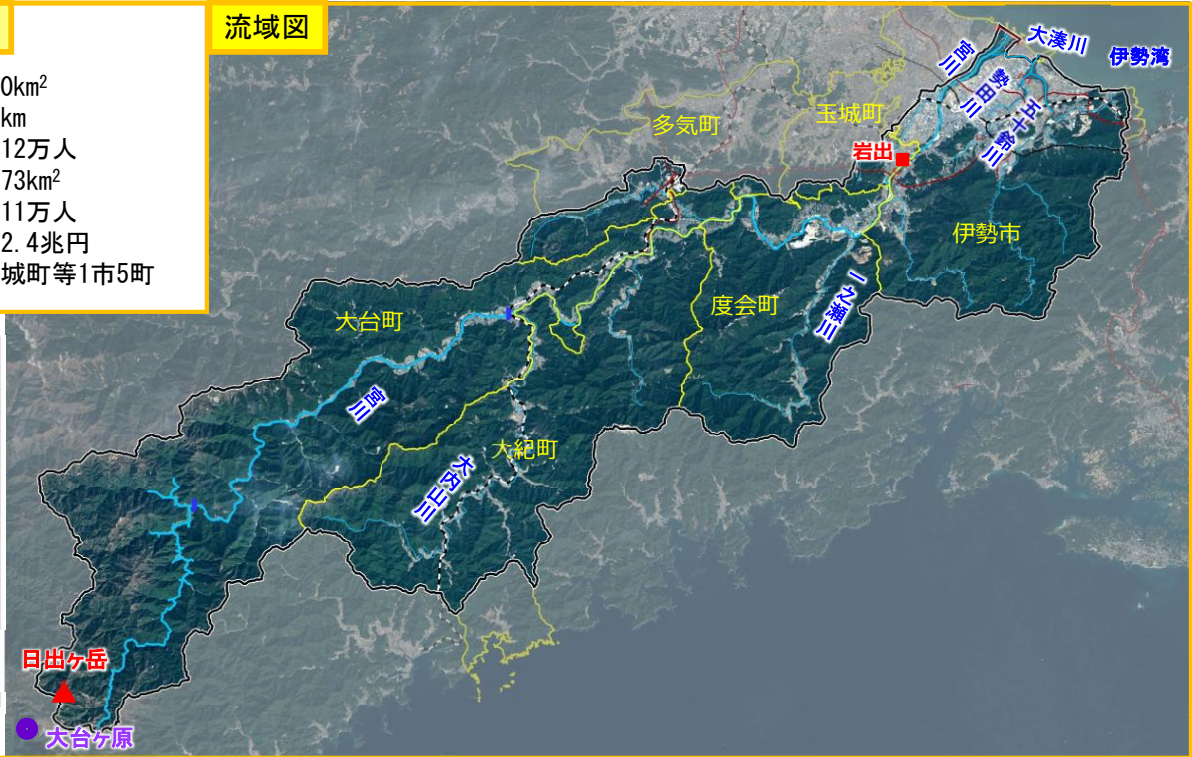 流域図
0km²
km
12万人
73km²
11万人
2.4兆円
城町等1市5町
大湊川
伊勢湾
宮川
勢田川
五十鈴川
玉城町
多気町
岩出
伊勢市
一之瀬川
度会町
大台町
宮川
大紀町
大内山川
日出ヶ岳
大台ケ原